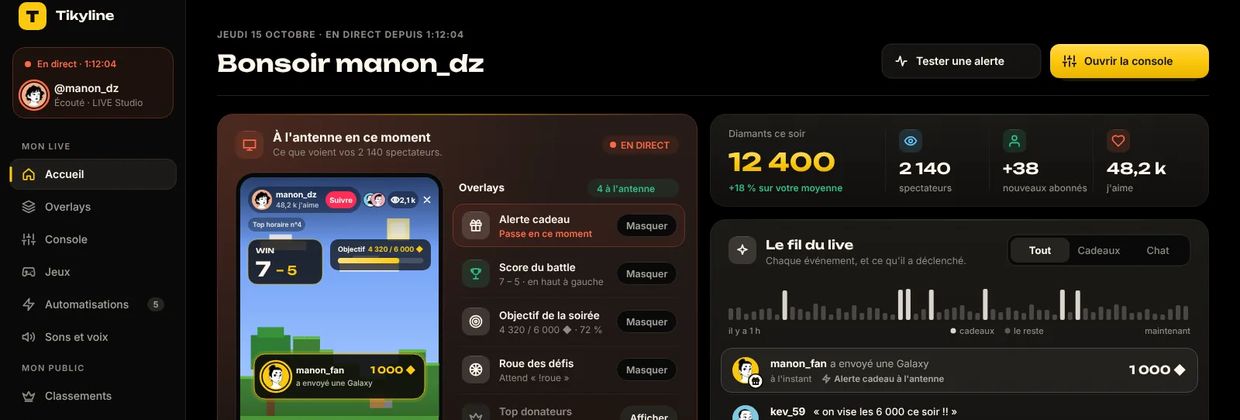 T Tikyline
En direct · 1:12:04
@manon_dz
Écouté · LIVE Studio
MON LIVE
Accueil
Overlays
Console
Jeux
Automatisations 5
Sons et voix
MON PUBLIC
Classements
JEUDI 15 OCTOBRE · EN DIRECT DEPUIS 1:12:04
Bonsoir manon_dz
Tester une alerte
Ouvrir la console
À l'antenne en ce moment
Ce que voient vos 2 140 spectateurs.
EN DIRECT
manon_dz
48,2 k j'aime
Suivre
2,1 k
Top horaire n°4
WIN
7 – 5
Objectif 4 320 / 6 000 ◆
manon_fan
a envoyé une Galaxy
1 000 ◆
Overlays
4 à l'antenne
Alerte cadeau
Passe en ce moment
Masquer
Score du battle
7 – 5 · en haut à gauche
Masquer
Objectif de la soirée
4 320 / 6 000 ◆ · 72 %
Masquer
Roue des défis
Attend « !roue »
Masquer
Top donateurs
Afficher
Diamants ce soir
12 400
+18 % sur votre moyenne
2 140
spectateurs
+38
nouveaux abonnés
48,2 k
j'aime
Le fil du live
Chaque événement, et ce qu'il a déclenché.
Tout Cadeaux Chat
il y a 1 h
cadeaux
le reste
maintenant
manon_fan a envoyé une Galaxy
à l'instant Alerte cadeau à l'antenne
1 000 ◆
kev_59 « on vise les 6 000 ce soir !! »